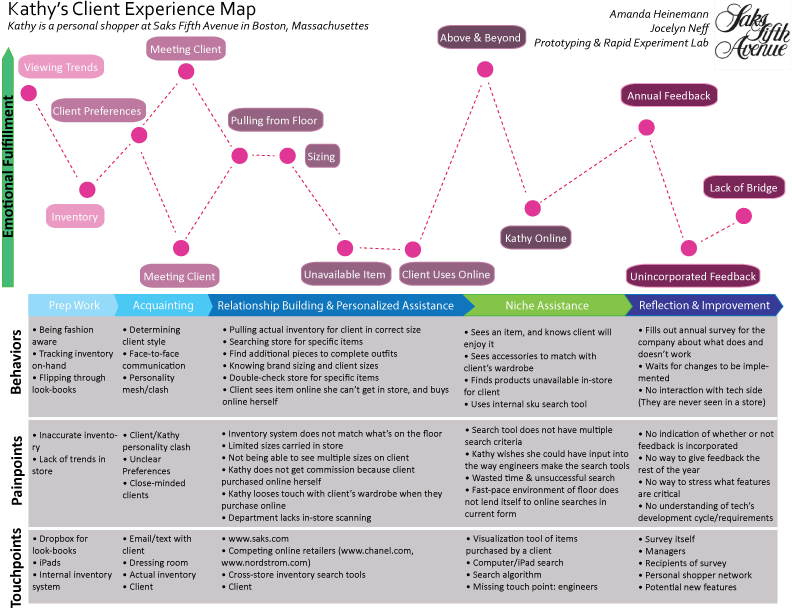 Kathy's Client Experience Map
Kathy is a personal shopper at Saks Fifth Avenue in Boston, Massachusettes
Amanda Heinemann
Jocelyn Neff
Prototyping & Rapid Experiment Lab
Saks
Fifth
Avenue
Emotional Fulfillment
Viewing Trends
Inventory
Client Preferences
Meeting Client
Meeting Client
Pulling from Floor
Sizing
Unavailable Item
Client Uses Online
Above & Beyond
Kathy Online
Annual Feedback
Unincorporated Feedback
Lack of Bridge
Prep Work
Acquainting
Relationship Building & Personalized Assistance
Niche Assistance
Reflection & Improvement
Behaviors
• Being fashion
aware
• Tracking inventory
on-hand
• Flipping through
look-books
• Determining
client style
• Face-to-face
communication
• Personality
mesh/clash
• Pulling actual inventory for client in correct size
• Searching store for specific items
• Find additional pieces to complete outfits
• Knowing brand sizing and client sizes
• Double-check store for specific items
• Client sees item online she can't get in store, and buys
online herself
• Sees an item, and knows client will
enjoy it
• Sees accessories to match with
client's wardrobe
• Finds products unavailable in-store
for client
• Uses internal sku search tool
• Fills out annual survey for the
company about what does and
doesn't work
• Waits for changes to be imple-
mented
• No interaction with tech side
(They are never seen in a store)
Painpoints
• Inaccurate invento-
ry
• Lack of trends in
store
• Client/Kathy
personality clash
• Unclear
Preferences
• Close-minded
clients
• Inventory system does not match what's on the floor
• Limited sizes carried in store
• Not being able to see multiple sizes on client
• Kathy does not get commission because client
purchased online herself
• Kathy looses touch with client's wardrobe when they
purchase online
• Department lacks in-store scanning
• Search tool does not have multiple
search criteria
• Kathy wishes she could have input into
the way engineers make the search tools
• Wasted time & unsuccessful search
• Fast-pace environment of floor does
not lend itself to online searches in
current form
• No indication of whether or not
feedback is incorporated
• No way to give feedback the
rest of the year
• No way to stress what features
are critical
• No understanding of tech's
development cycle/requirements
Touchpoints
• Dropbox for
look-books
• iPads
• Internal inventory
system
• Email/text with
client
• Dressing room
• Actual inventory
• Client
• www.saks.com
• Competing online retailers (www.chanel.com,
www.nordstrom.com)
• Cross-store inventory search tools
• Client
• Visualization tool of items
purchased by a client
• Computer/iPad search
• Search algorithm
• Missing touch point: engineers
• Survey itself
• Managers
• Recipients of survey
• Personal shopper network
• Potential new features